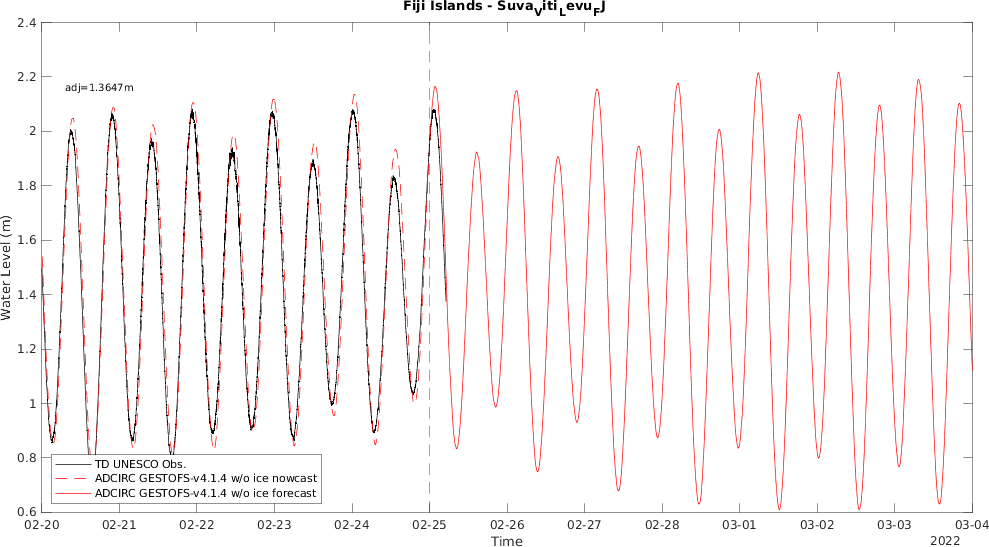 Fiji Islands - Suva_Viti_Levu_FJ
adj=1.3647m
Water Level (m)
2.4
2.2
2
1.8
1.6
1.4
1.2
1
0.8
0.6
TD UNESCO Obs.
ADCIRC GESTOFS-v4.1.4 w/o ice nowcast
ADCIRC GESTOFS-v4.1.4 w/o ice forecast
02-20 02-21 02-22 02-23 02-24 02-25 02-26 02-27 02-28 03-01 03-02 03-03 03-04
Time
2022